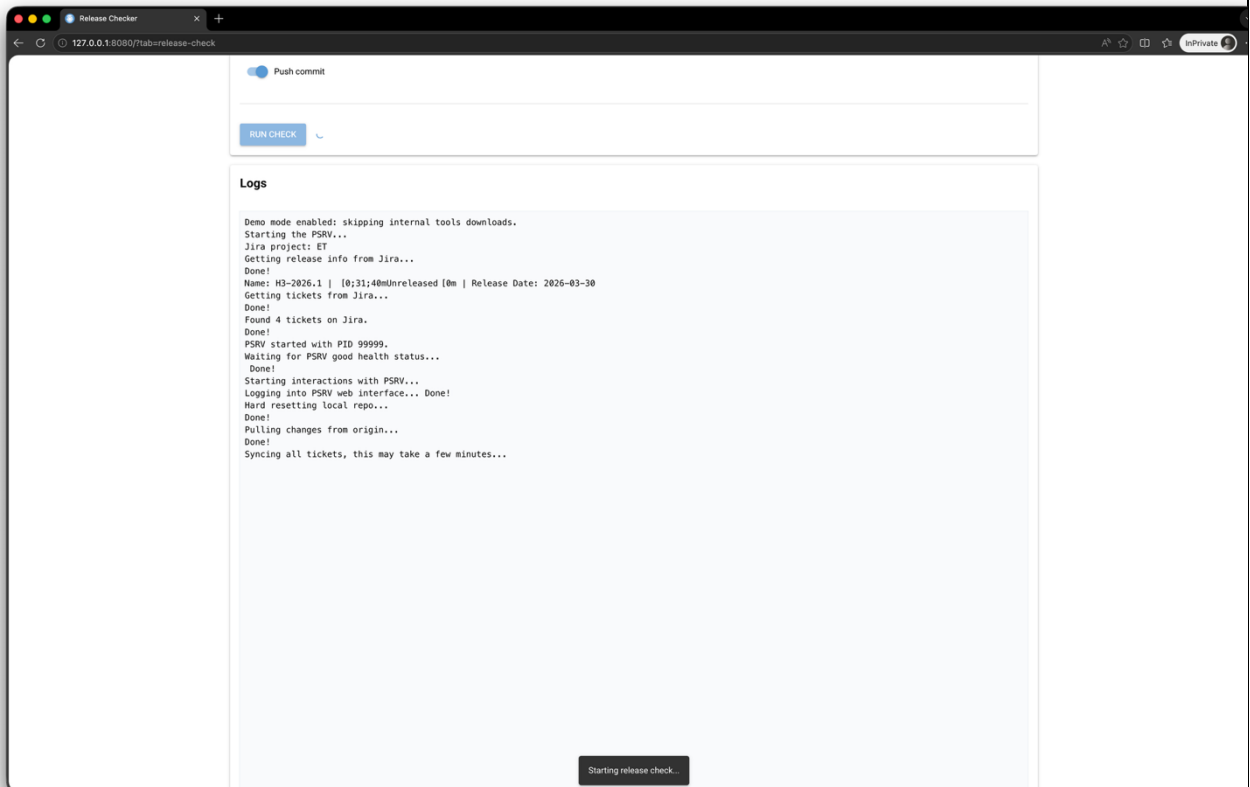 Release Checker
127.0.0.1:8080/?tab=release-check
InPrivate
Push commit
RUN CHECK
Logs
Demo mode enabled: skipping internal tools downloads.
Starting the PSRV...
Jira project: ET
Getting release info from Jira...
Done!
Name: H3-2026.1 | [0;31;40mUnreleased[0m | Release Date: 2026-03-30
Getting tickets from Jira...
Done!
Found 4 tickets on Jira.
Done!
PSRV started with PID 99999.
Waiting for PSRV good health status...
Done!
Starting interactions with PSRV...
Logging into PSRV web interface... Done!
Hard resetting local repo...
Done!
Pulling changes from origin...
Done!
Syncing all tickets, this may take a few minutes...
Starting release check...